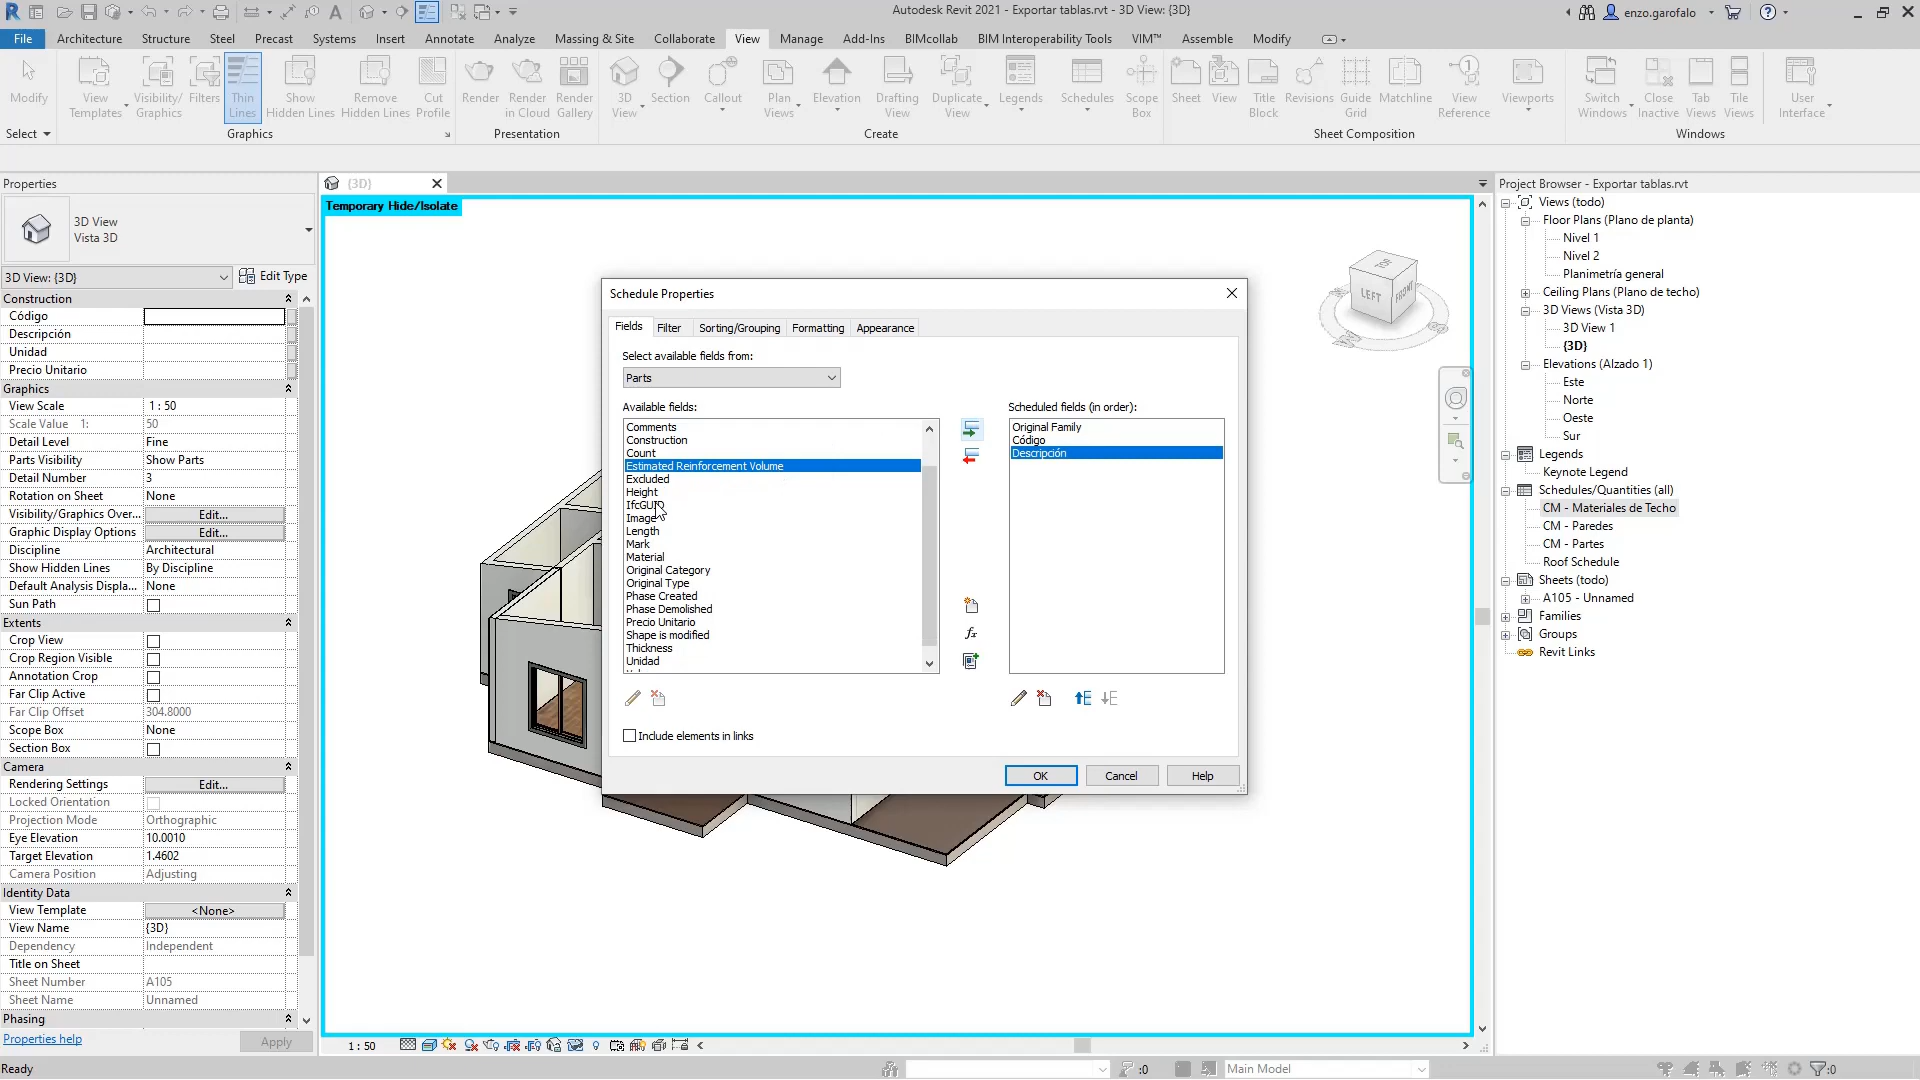 Autodesk Revit 2021 - Exportar tablas.rvt - 3D View: {3D}
enzo.garofalo
File Architecture Structure Steel Precast Systems Insert Annotate Analyze Massing & Site Collaborate View Manage Add-Ins BIMcollab BIM Interoperability Tools VIM™ Assemble Modify
Modify
View Templates
Visibility/ Graphics
Filters
Thin Lines
Show Hidden Lines
Remove Hidden Lines
Cut Profile
Render
Render in Cloud
Render Gallery
3D View
Section
Callout
Plan Views
Elevation
Drafting View
Duplicate View
Legends
Schedules
Scope Box
Sheet
View
Title Block
Revisions
Guide Grid
Matchline
View Reference
Viewports
Switch Windows
Close Inactive
Tab Views
Tile Views
User Interface
Select
Graphics
Presentation
Create
Sheet Composition
Windows
Properties
3D View
Vista 3D
3D View: {3D}
Edit Type
Construction
Código
Descripción
Unidad
Precio Unitario
Graphics
View Scale 1 : 50
Scale Value 1: 50
Detail Level Fine
Parts Visibility Show Parts
Detail Number 3
Rotation on Sheet None
Visibility/Graphics Over... Edit...
Graphic Display Options Edit...
Discipline Architectural
Show Hidden Lines By Discipline
Default Analysis Displa... None
Sun Path
Extents
Crop View
Crop Region Visible
Annotation Crop
Far Clip Active
Far Clip Offset 304.8000
Scope Box None
Section Box
Camera
Rendering Settings Edit...
Locked Orientation
Projection Mode Orthographic
Eye Elevation 10.0010
Target Elevation 1.4602
Camera Position Adjusting
Identity Data
View Template <None>
View Name {3D}
Dependency Independent
Title on Sheet
Sheet Number A105
Sheet Name Unnamed
Phasing
Properties help
Apply
{3D}
Temporary Hide/Isolate
LEFT
FRONT
Schedule Properties
Fields Filter Sorting/Grouping Formatting Appearance
Select available fields from:
Parts
Available fields:
Comments
Construction
Count
Estimated Reinforcement Volume
Excluded
Height
IfcGUID
Image
Length
Mark
Material
Original Category
Original Type
Phase Created
Phase Demolished
Precio Unitario
Shape is modified
Thickness
Unidad
Scheduled fields (in order):
Original Family
Código
Descripción
fx
Include elements in links
OK
Cancel
Help
Project Browser - Exportar tablas.rvt
Views (todo)
Floor Plans (Plano de planta)
Nivel 1
Nivel 2
Planimetría general
Ceiling Plans (Plano de techo)
3D Views (Vista 3D)
3D View 1
{3D}
Elevations (Alzado 1)
Este
Norte
Oeste
Sur
Legends
Keynote Legend
Schedules/Quantities (all)
CM - Materiales de Techo
CM - Paredes
CM - Partes
Roof Schedule
Sheets (todo)
A105 - Unnamed
Families
Groups
Revit Links
1 : 50
Ready
:0
Main Model
:0